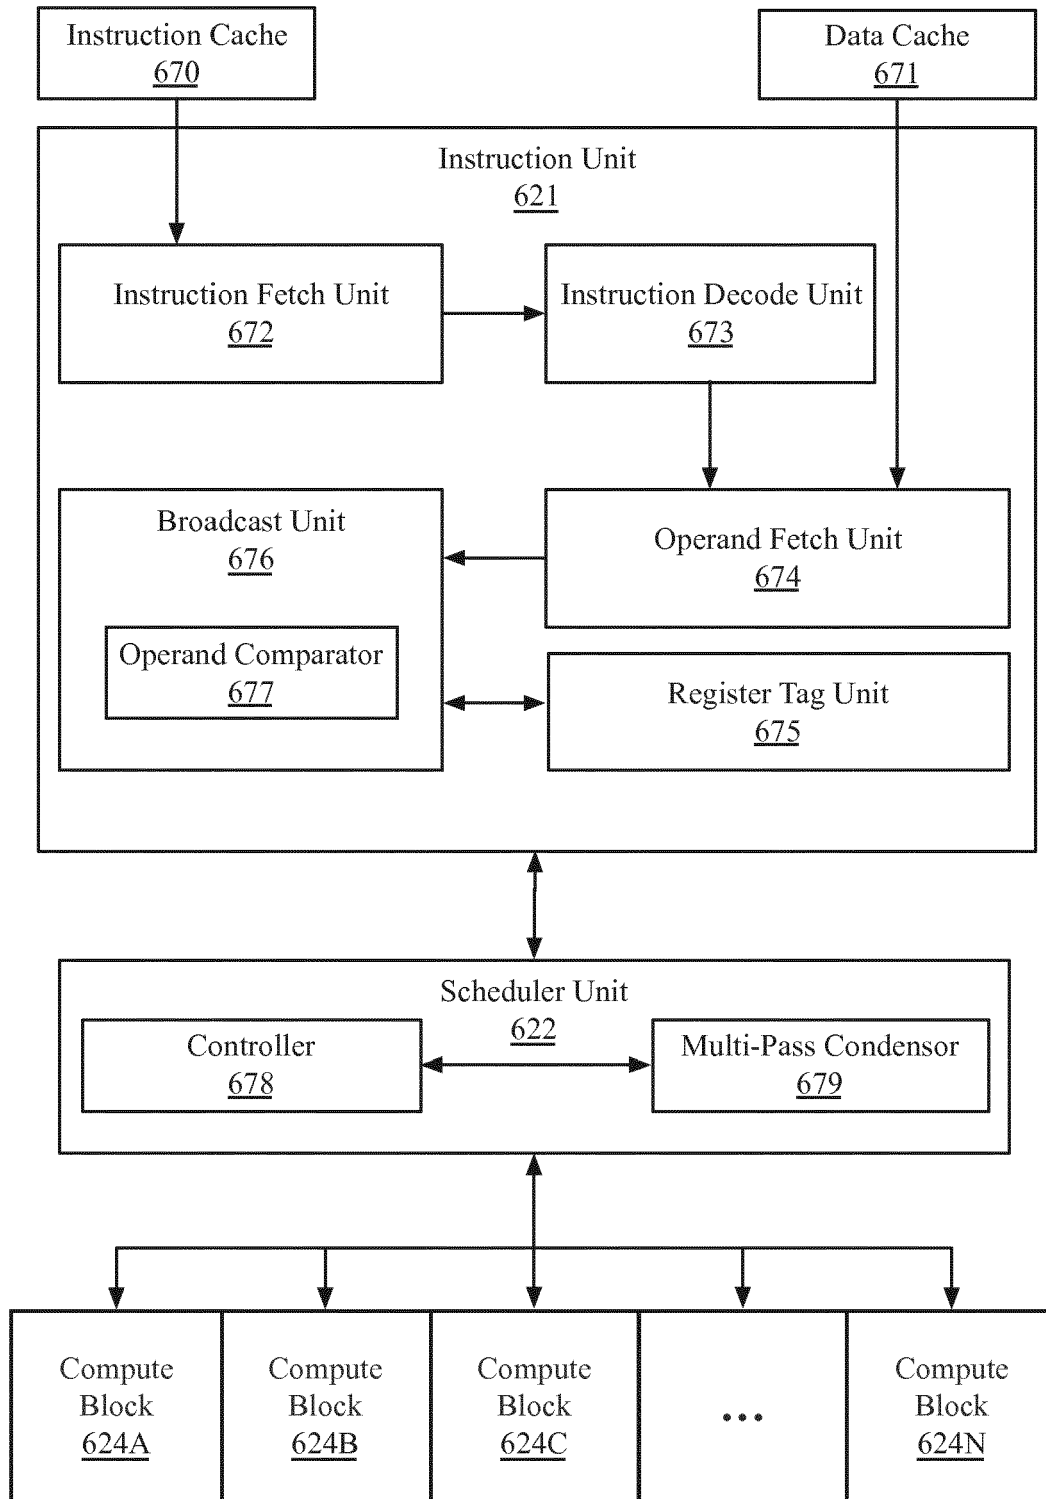 Instruction Cache
670
Data Cache
671
Instruction Unit
621
Instruction Fetch Unit
672
Instruction Decode Unit
673
Broadcast Unit
676
Operand Fetch Unit
674
Operand Comparator
677
Register Tag Unit
675
Scheduler Unit
622
Controller
678
Multi-Pass Condensor
679
Compute
Block
624A
Compute
Block
624B
Compute
Block
624C
...
Compute
Block
624N